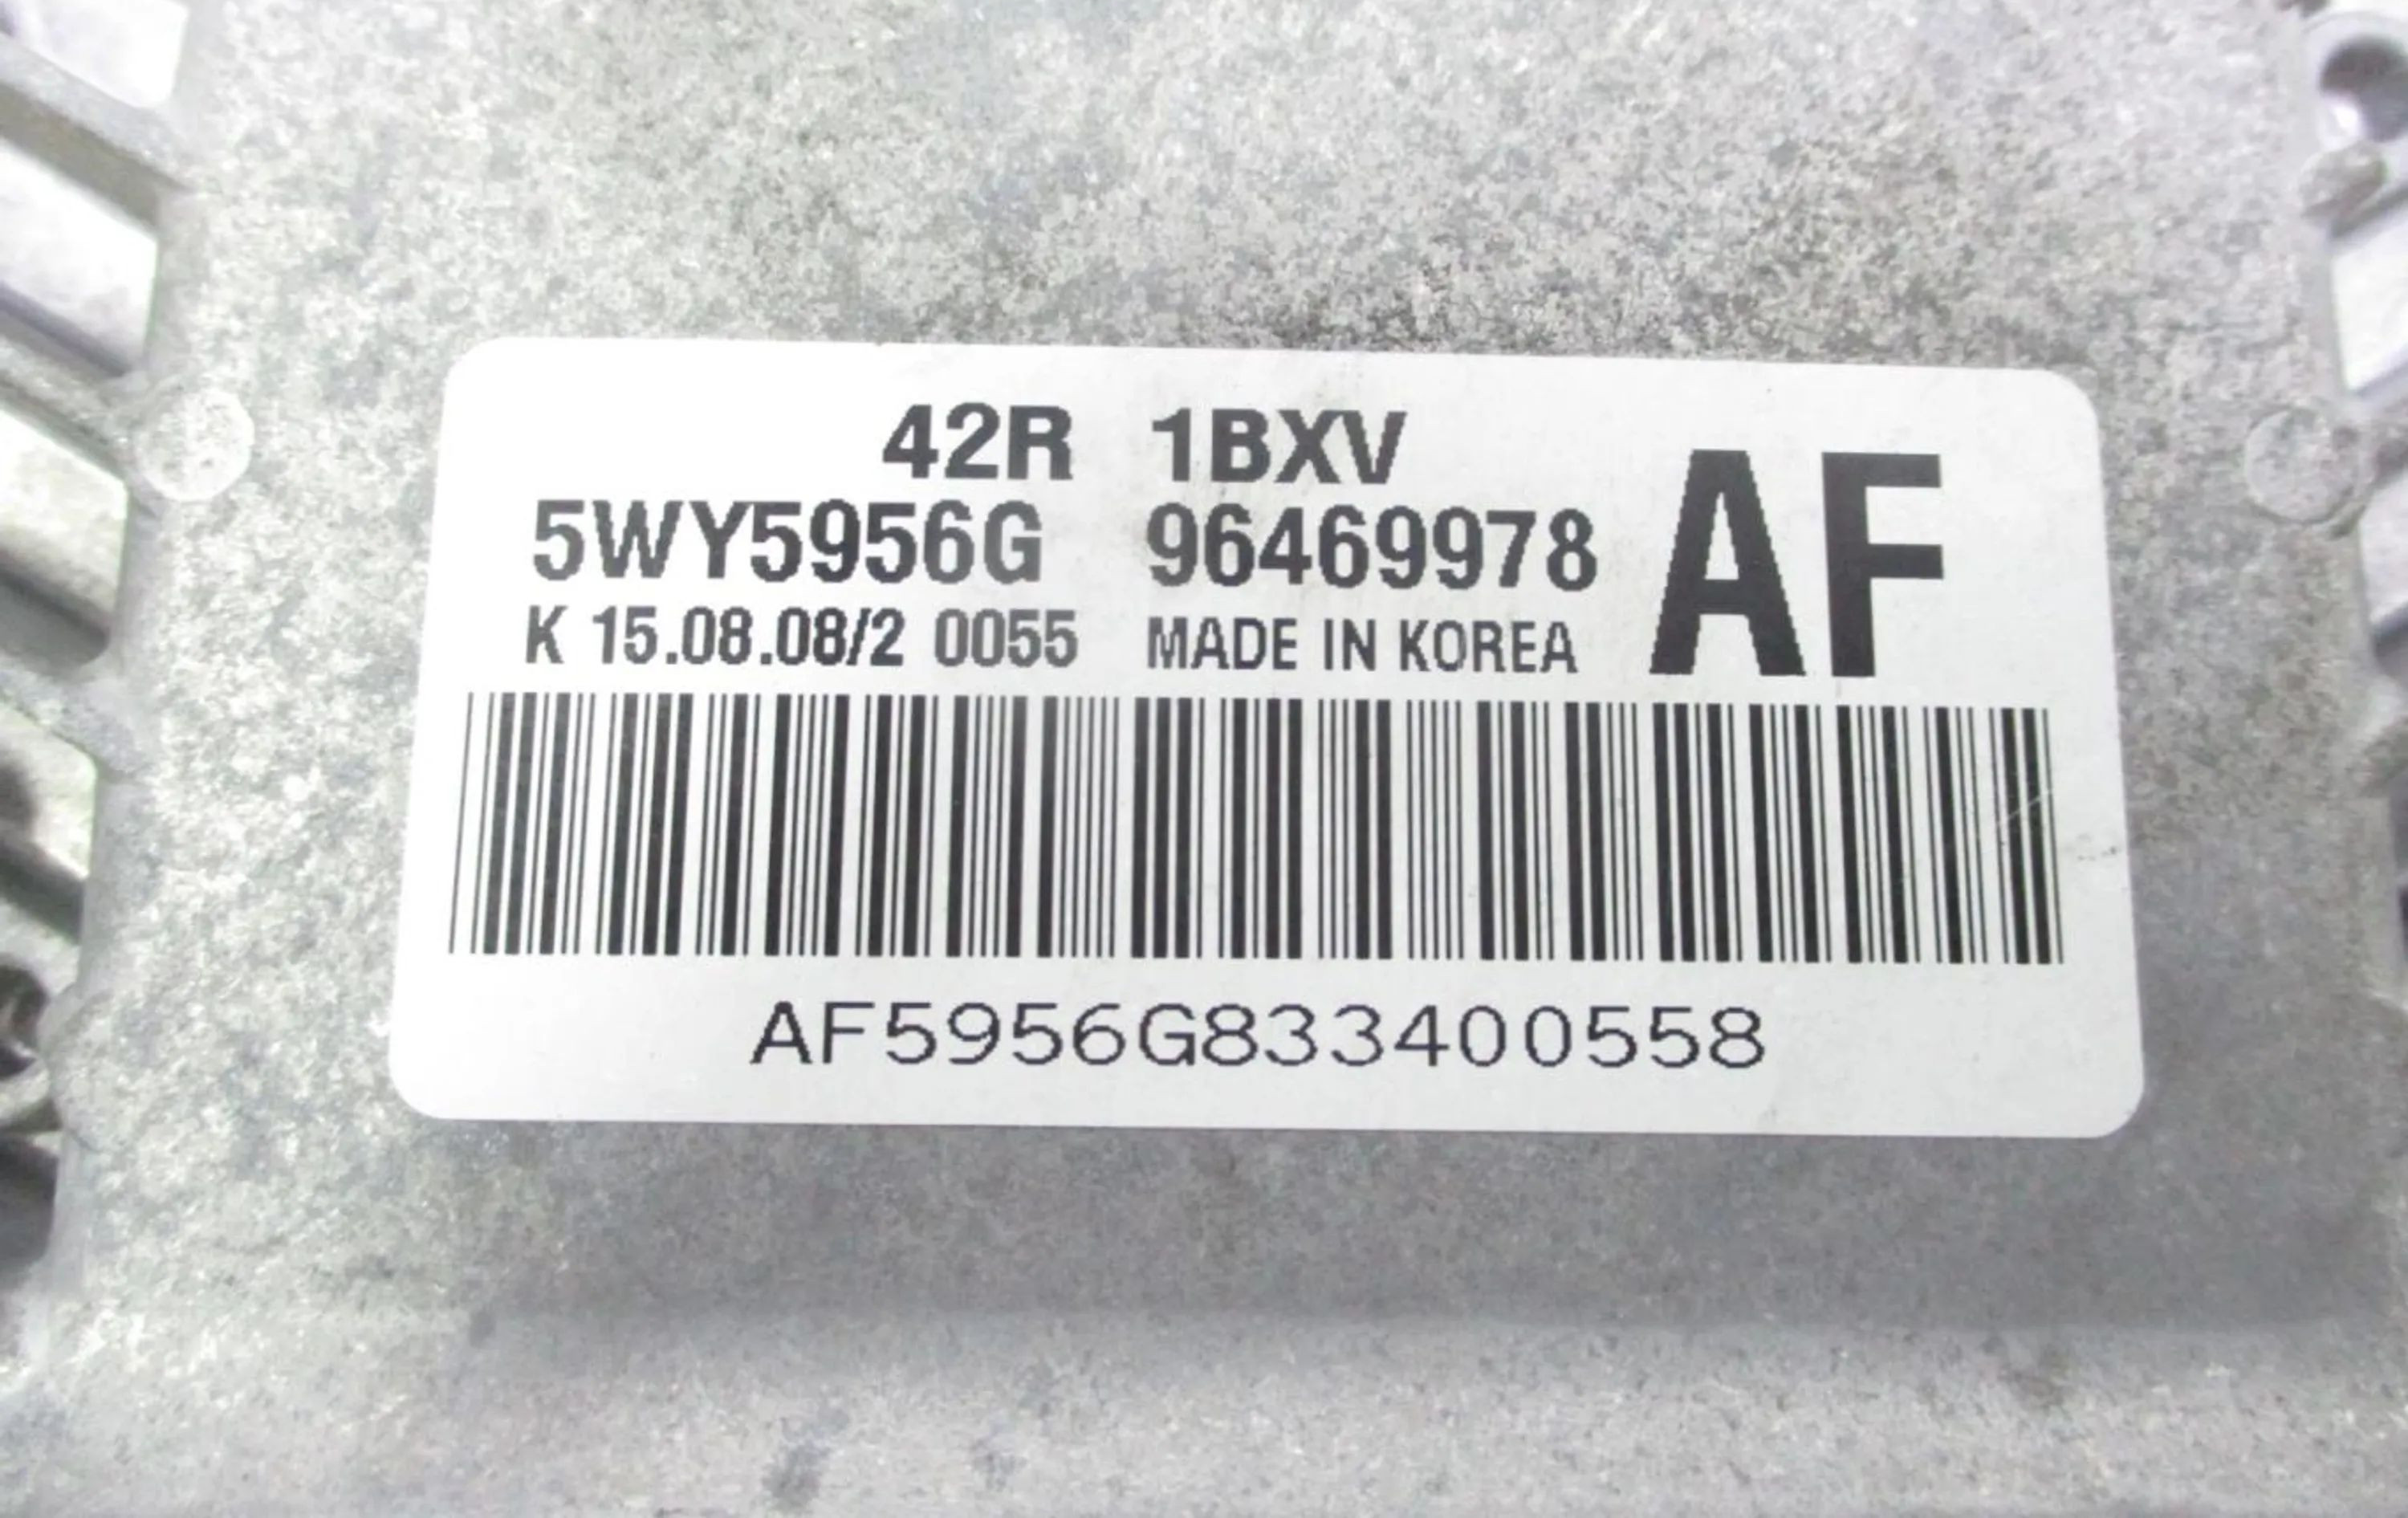 42R 1BXV
5WY5956G 96469978 AF
K 15.08.08/2 0055 MADE IN KOREA
AF5956G833400558